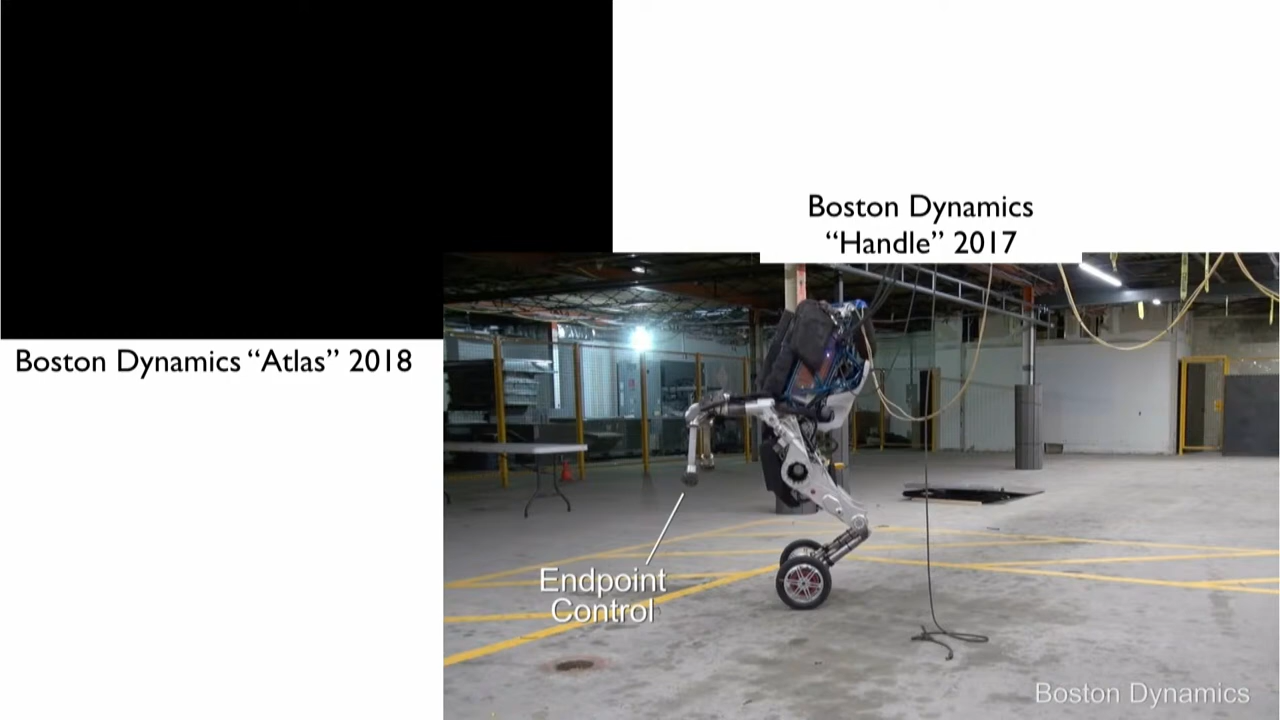 Boston Dynamics
“Handle” 2017
Boston Dynamics “Atlas” 2018
Endpoint
Control
Boston Dynamics